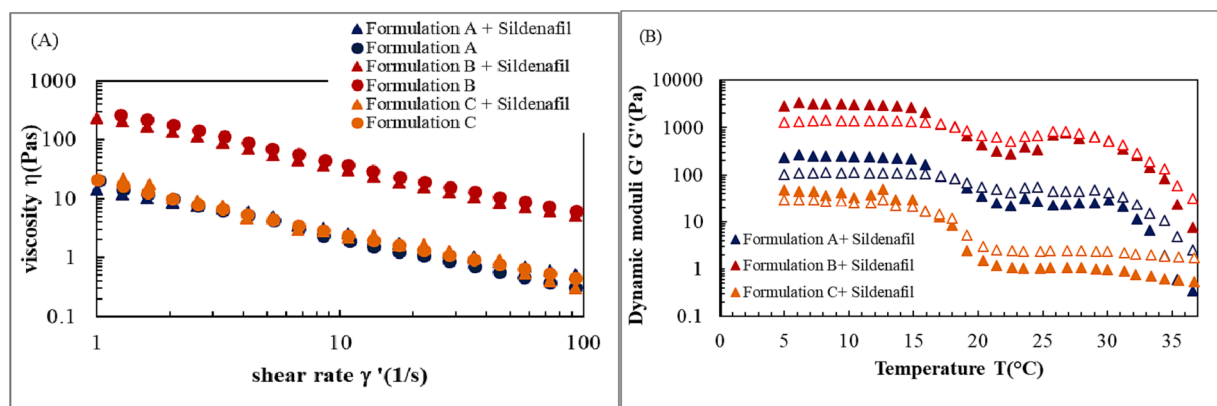 (A)
Formulation A + Sildenafil
Formulation A
Formulation B + Sildenafil
Formulation B
Formulation C + Sildenafil
Formulation C
viscosity η(Pas)
1000
100
10
1
0.1
1
10
100
shear rate γ '(1/s)
(B)
Dynamic moduli G' G''(Pa)
10000
1000
100
10
1
0.1
Formulation A+ Sildenafil
Formulation B+ Sildenafil
Formulation C+ Sildenafil
0
5
10
15
20
25
30
35
Temperature T(°C)